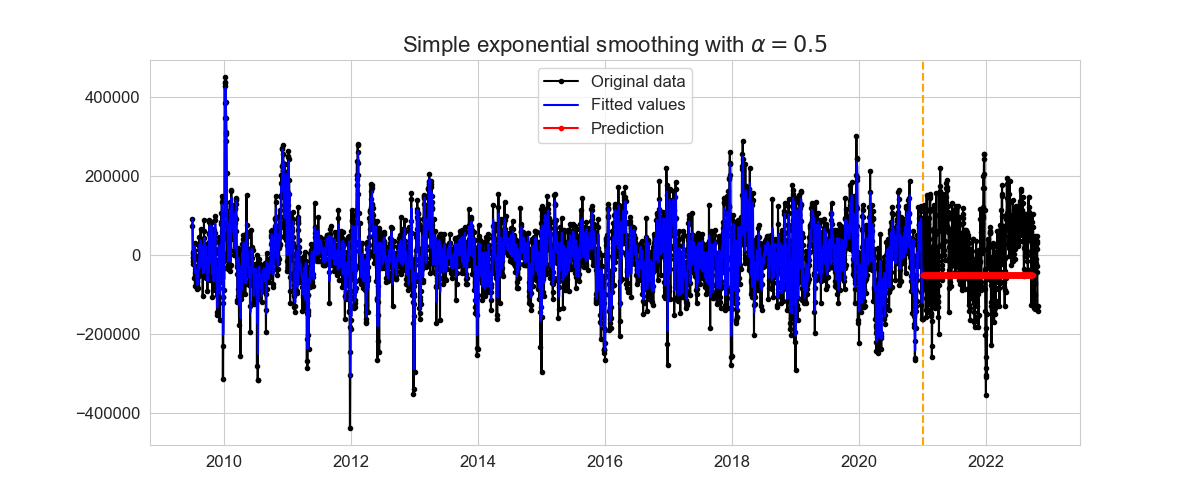 Simple exponential smoothing with α = 0.5
Original data
Fitted values
Prediction
400000
200000
0
−200000
−400000
2010 2012 2014 2016 2018 2020 2022